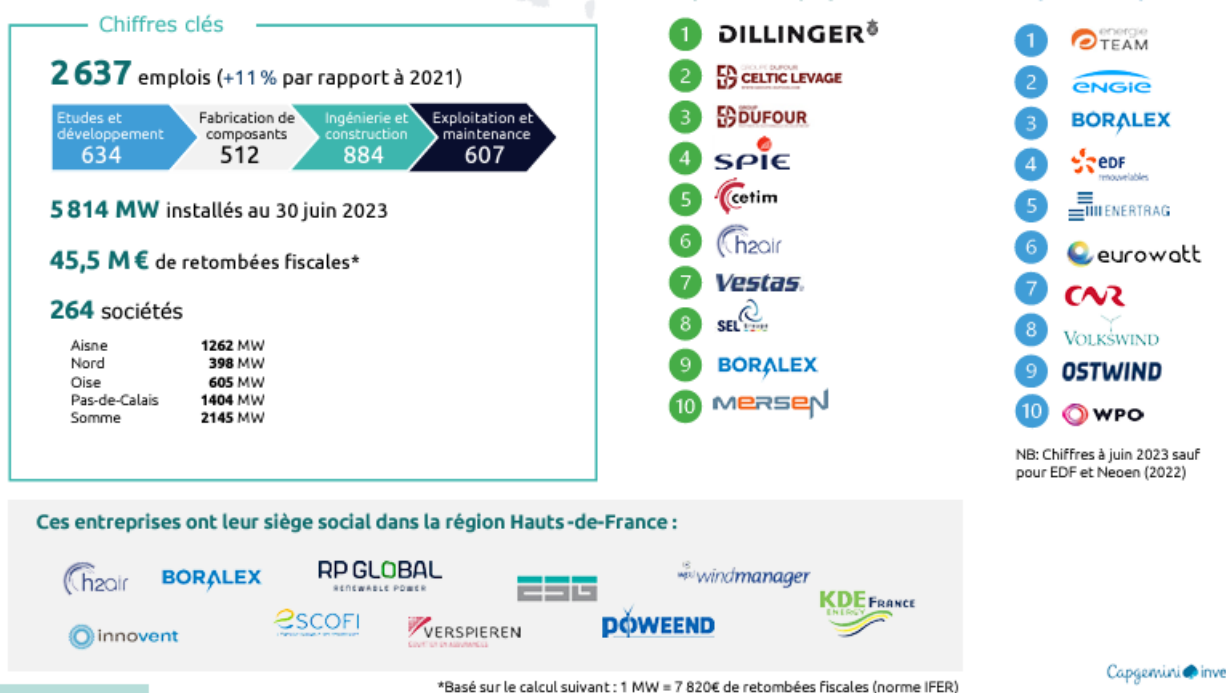 Chiffres clés
2 637 emplois (+11 % par rapport à 2021)
Etudes et
développement
634
Fabrication de
composants
512
Ingénierie et
construction
884
Exploitation et
maintenance
607
5 814 MW installés au 30 juin 2023
45,5 M € de retombées fiscales*
264 sociétés
Aisne 1262 MW
Nord 398 MW
Oise 605 MW
Pas-de-Calais 1404 MW
Somme 2145 MW
1 DILLINGER
2 CELTIC LEVAGE
3 DUFOUR
4 SPIE
5 cetim
6 h2air
7 Vestas.
8 SEL
9 BORALEX
10 MERSEN
1 energie TEAM
2 ENGIE
3 BORALEX
4 EDF
renouvelables
5 ENERTRAG
6 eurowatt
7 CNR
8 VOLKSWIND
9 OSTWIND
10 WPO
NB: Chiffres à juin 2023 sauf
pour EDF et Neoen (2022)
Ces entreprises ont leur siège social dans la région Hauts-de-France :
h2air
BORALEX
RP GLOBAL
RENEWABLE POWER
windmanager
KDE FRANCE
ENERGY
innovent
escofi
VERSPIEREN
POWEEND
Capgemini inve
*Basé sur le calcul suivant : 1 MW = 7 820€ de retombées fiscales (norme IFER)